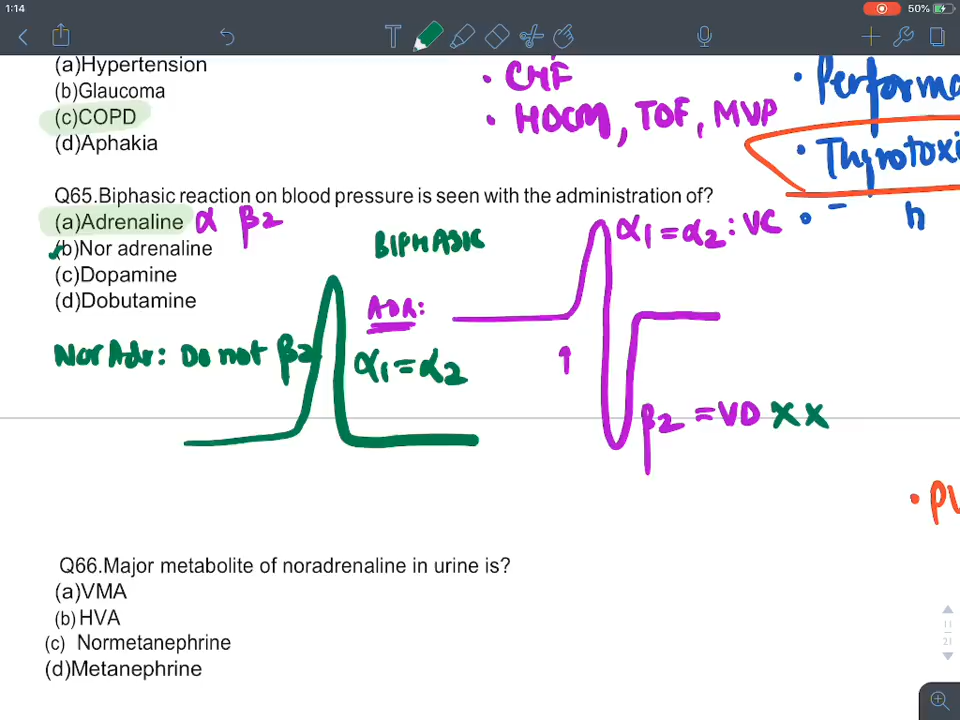 1:14
50%
T
(a)Hypertension
(b)Glaucoma
(c)COPD
(d)Aphakia
• CHF
• HOCM, TOF, MVP
• Performa
• Thyrotoxi
Q65.Biphasic reaction on blood pressure is seen with the administration of?
(a)Adrenaline α β2
(b)Nor adrenaline
(c)Dopamine
(d)Dobutamine
BIPHASIC
α1 = α2 : VC
ADR:
Nor Adr: Do not β2
α1 = α2
↑
β2 = VD X X
Q66.Major metabolite of noradrenaline in urine is?
(a)VMA
(b)HVA
(c) Normetanephrine
(d)Metanephrine
11
21